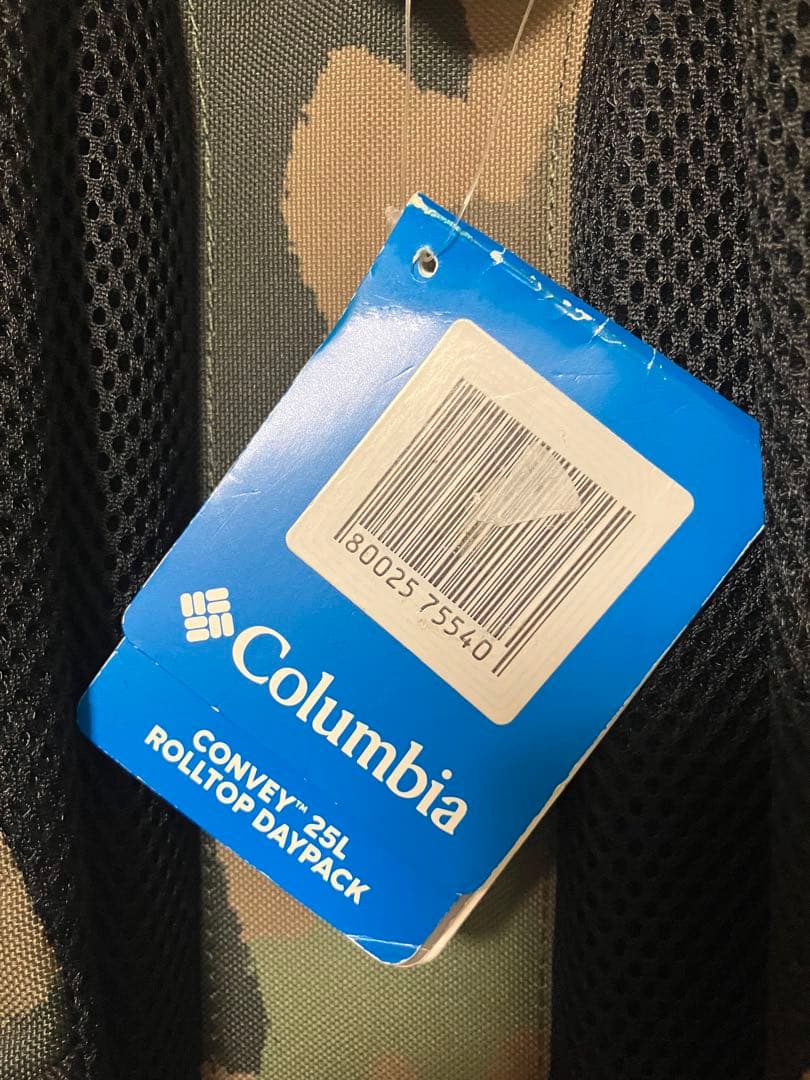 80025 75540
Columbia
CONVEY™ 25L
ROLLTOP DAYPACK